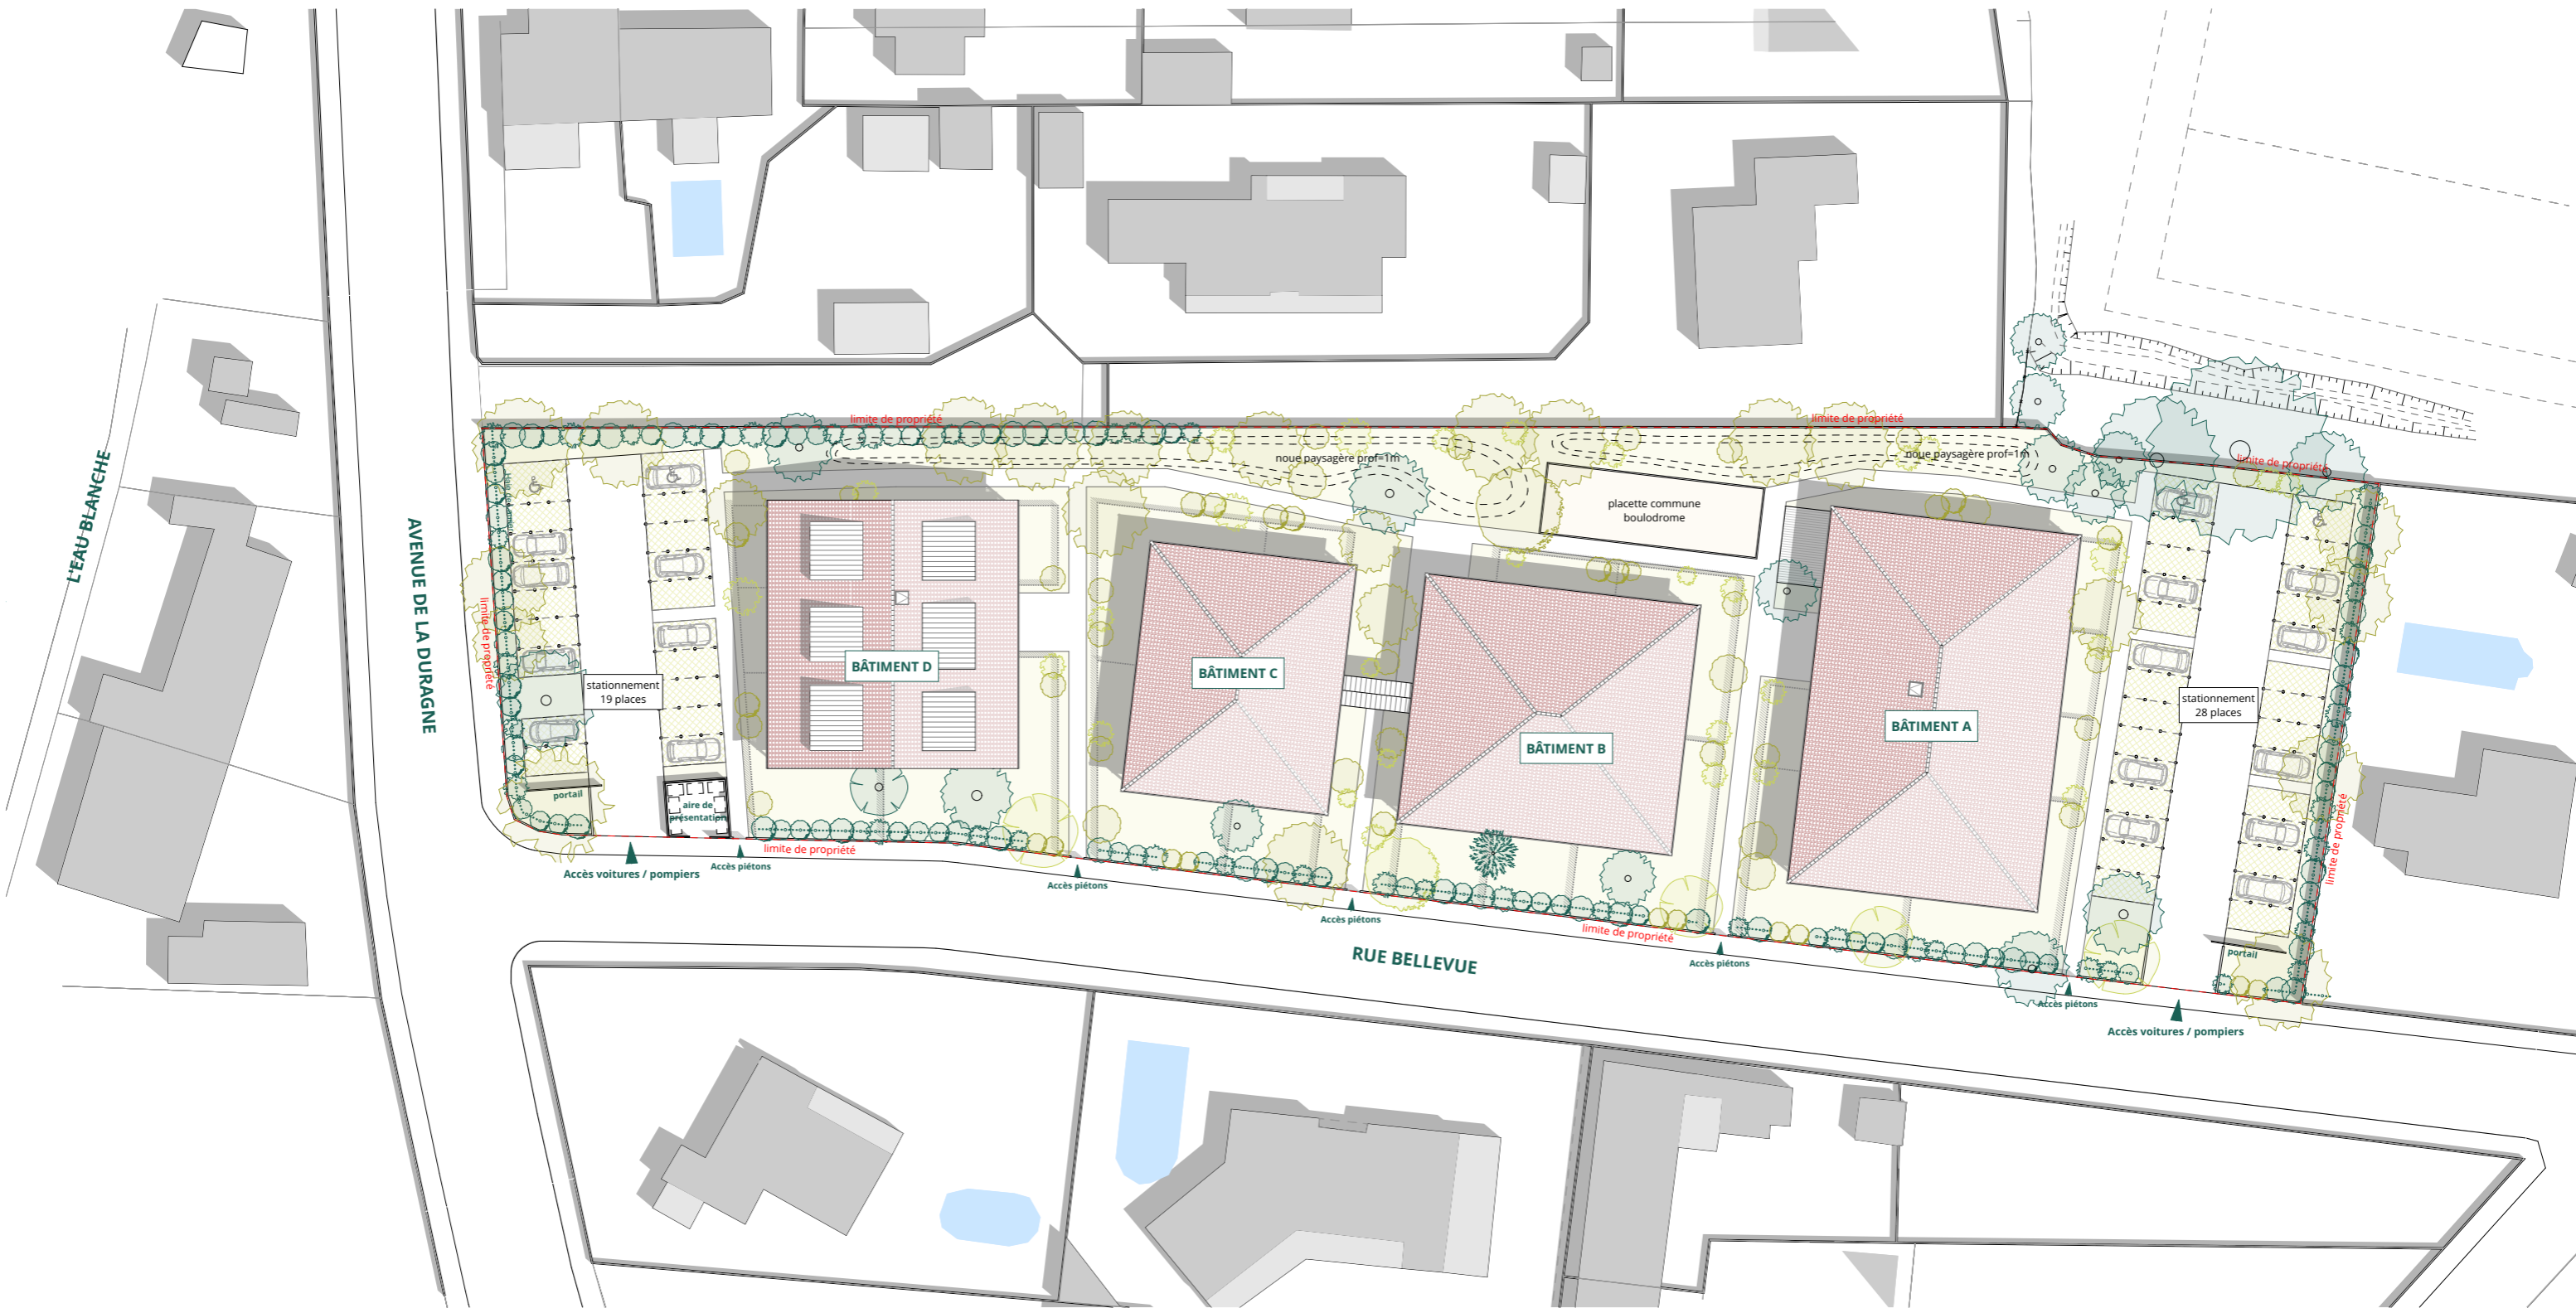 limite de propriété
limite de propriété
noue paysagère prof=1m
noue paysagère prof=1m
limite de propriété
placette commune
boulodrome
L'EAU BLANCHE
AVENUE DE LA DURAGNE
limite de propriété
stationnement
19 places
BÂTIMENT D
BÂTIMENT C
BÂTIMENT B
BÂTIMENT A
stationnement
28 places
portail
aire de
présentation
limite de propriété
Accès voitures / pompiers
Accès piétons
Accès piétons
Accès piétons
limite de propriété
RUE BELLEVUE
Accès piétons
portail
limite de propriété
Accès piétons
Accès voitures / pompiers